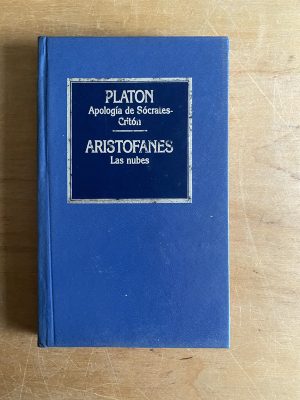 PLATON
Apología de Sócrates-
Critón
ARISTOFANES
Las nubes